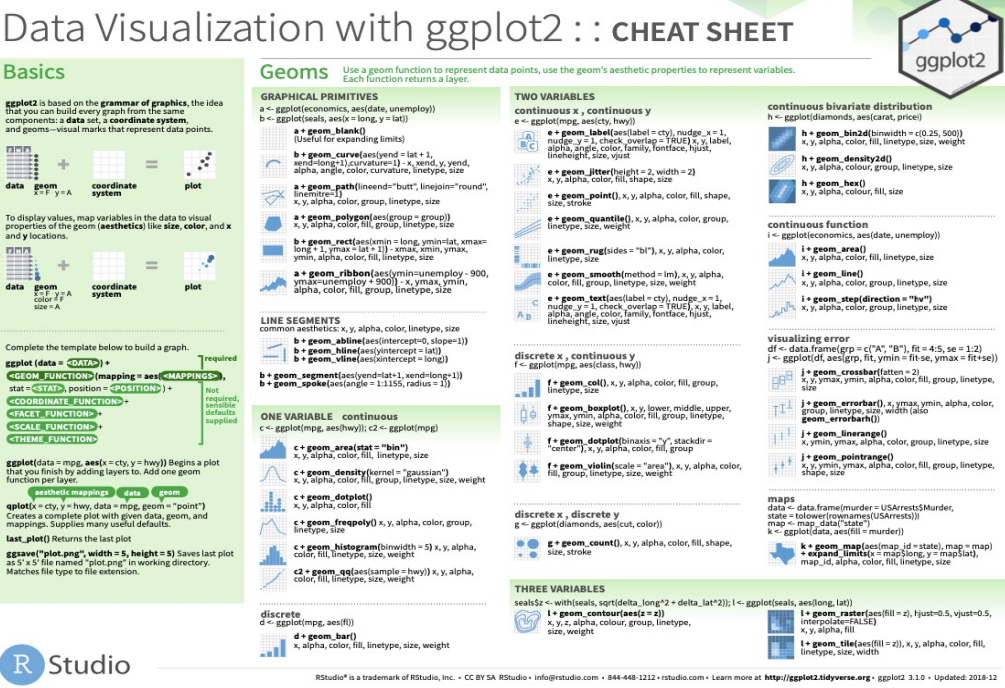 Data Visualization with ggplot2 : : CHEAT SHEET
ggplot2
Basics
ggplot2 is based on the grammar of graphics, the idea
that you can build every graph from the same
components: a data set, a coordinate system,
and geoms—visual marks that represent data points.
F M A
+
=
data
geom
x = F · y = A
coordinate
system
plot
To display values, map variables in the data to visual
properties of the geom (aesthetics) like size, color, and x
and y locations.
F M A
+
=
data
geom
x = F · y = A
color = F
size = A
coordinate
system
plot
Complete the template below to build a graph.
required
ggplot (data = <DATA>) +
<GEOM_FUNCTION>(mapping = aes(<MAPPINGS>),
stat = <STAT>, position = <POSITION>) +
<COORDINATE_FUNCTION> +
<FACET_FUNCTION> +
<SCALE_FUNCTION> +
<THEME_FUNCTION>
Not
required,
sensible
defaults
supplied
ggplot(data = mpg, aes(x = cty, y = hwy)) Begins a plot
that you finish by adding layers to. Add one geom
function per layer.
aesthetic mappings data geom
qplot(x = cty, y = hwy, data = mpg, geom = "point")
Creates a complete plot with given data, geom, and
mappings. Supplies many useful defaults.
last_plot() Returns the last plot
ggsave("plot.png", width = 5, height = 5) Saves last plot
as 5' x 5' file named "plot.png" in working directory.
Matches file type to file extension.
Geoms
Use a geom function to represent data points, use the geom's aesthetic properties to represent variables.
Each function returns a layer.
GRAPHICAL PRIMITIVES
a <- ggplot(economics, aes(date, unemploy))
b <- ggplot(seals, aes(x = long, y = lat))
a + geom_blank()
(Useful for expanding limits)
b + geom_curve(aes(yend = lat + 1,
xend=long+1),curvature=1) - x, xend, y, yend,
alpha, angle, color, curvature, linetype, size
a + geom_path(lineend="butt", linejoin="round",
linemitre=1)
x, y, alpha, color, group, linetype, size
a + geom_polygon(aes(group = group))
x, y, alpha, color, fill, group, linetype, size
b + geom_rect(aes(xmin = long, ymin=lat, xmax=
long + 1, ymax = lat + 1)) - xmax, xmin, ymax,
ymin, alpha, color, fill, linetype, size
a + geom_ribbon(aes(ymin=unemploy - 900,
ymax=unemploy + 900)) - x, ymax, ymin,
alpha, color, fill, group, linetype, size
LINE SEGMENTS
common aesthetics: x, y, alpha, color, linetype, size
b + geom_abline(aes(intercept=0, slope=1))
b + geom_hline(aes(yintercept = lat))
b + geom_vline(aes(xintercept = long))
b + geom_segment(aes(yend=lat+1, xend=long+1))
b + geom_spoke(aes(angle = 1:1155, radius = 1))
ONE VARIABLE continuous
c <- ggplot(mpg, aes(hwy)); c2 <- ggplot(mpg)
c + geom_area(stat = "bin")
x, y, alpha, color, fill, linetype, size
c + geom_density(kernel = "gaussian")
x, y, alpha, color, fill, group, linetype, size, weight
c + geom_dotplot()
x, y, alpha, color, fill
c + geom_freqpoly() x, y, alpha, color, group,
linetype, size
c + geom_histogram(binwidth = 5) x, y, alpha,
color, fill, linetype, size, weight
c2 + geom_qq(aes(sample = hwy)) x, y, alpha,
color, fill, linetype, size, weight
discrete
d <- ggplot(mpg, aes(fl))
d + geom_bar()
x, alpha, color, fill, linetype, size, weight
TWO VARIABLES
continuous x , continuous y
e <- ggplot(mpg, aes(cty, hwy))
e + geom_label(aes(label = cty), nudge_x = 1,
nudge_y = 1, check_overlap = TRUE) x, y, label,
alpha, angle, color, family, fontface, hjust,
lineheight, size, vjust
e + geom_jitter(height = 2, width = 2)
x, y, alpha, color, fill, shape, size
e + geom_point(), x, y, alpha, color, fill, shape,
size, stroke
e + geom_quantile(), x, y, alpha, color, group,
linetype, size, weight
e + geom_rug(sides = "bl"), x, y, alpha, color,
linetype, size
e + geom_smooth(method = lm), x, y, alpha,
color, fill, group, linetype, size, weight
e + geom_text(aes(label = cty), nudge_x = 1,
nudge_y = 1, check_overlap = TRUE), x, y, label,
alpha, angle, color, family, fontface, hjust,
lineheight, size, vjust
discrete x , continuous y
f <- ggplot(mpg, aes(class, hwy))
f + geom_col(), x, y, alpha, color, fill, group,
linetype, size
f + geom_boxplot(), x, y, lower, middle, upper,
ymax, ymin, alpha, color, fill, group, linetype,
shape, size, weight
f + geom_dotplot(binaxis = "y", stackdir =
"center"), x, y, alpha, color, fill, group
f + geom_violin(scale = "area"), x, y, alpha, color,
fill, group, linetype, size, weight
discrete x , discrete y
g <- ggplot(diamonds, aes(cut, color))
g + geom_count(), x, y, alpha, color, fill, shape,
size, stroke
continuous bivariate distribution
h <- ggplot(diamonds, aes(carat, price))
h + geom_bin2d(binwidth = c(0.25, 500))
x, y, alpha, color, fill, linetype, size, weight
h + geom_density2d()
x, y, alpha, colour, group, linetype, size
h + geom_hex()
x, y, alpha, colour, fill, size
continuous function
i <- ggplot(economics, aes(date, unemploy))
i + geom_area()
x, y, alpha, color, fill, linetype, size
i + geom_line()
x, y, alpha, color, group, linetype, size
i + geom_step(direction = "hv")
x, y, alpha, color, group, linetype, size
visualizing error
df <- data.frame(grp = c("A", "B"), fit = 4:5, se = 1:2)
j <- ggplot(df, aes(grp, fit, ymin = fit-se, ymax = fit+se))
j + geom_crossbar(fatten = 2)
x, y, ymax, ymin, alpha, color, fill, group, linetype,
size
j + geom_errorbar(), x, ymax, ymin, alpha, color,
group, linetype, size, width (also
geom_errorbarh())
j + geom_linerange()
x, ymin, ymax, alpha, color, group, linetype, size
j + geom_pointrange()
x, y, ymin, ymax, alpha, color, fill, group, linetype,
shape, size
maps
data <- data.frame(murder = USArrests$Murder,
state = tolower(rownames(USArrests)))
map <- map_data("state")
k <- ggplot(data, aes(fill = murder))
k + geom_map(aes(map_id = state), map = map)
+ expand_limits(x = map$long, y = map$lat),
map_id, alpha, color, fill, linetype, size
THREE VARIABLES
seals$z <- with(seals, sqrt(delta_long^2 + delta_lat^2)); l <- ggplot(seals, aes(long, lat))
l + geom_contour(aes(z = z))
x, y, z, alpha, colour, group, linetype,
size, weight
l + geom_raster(aes(fill = z), hjust=0.5, vjust=0.5,
interpolate=FALSE)
x, y, alpha, fill
l + geom_tile(aes(fill = z)), x, y, alpha, color, fill,
linetype, size, width
R Studio
RStudio® is a trademark of RStudio, Inc. • CC BY SA RStudio • info@rstudio.com • 844-448-1212 • rstudio.com • Learn more at http://ggplot2.tidyverse.org • ggplot2 3.1.0 • Updated: 2018-12